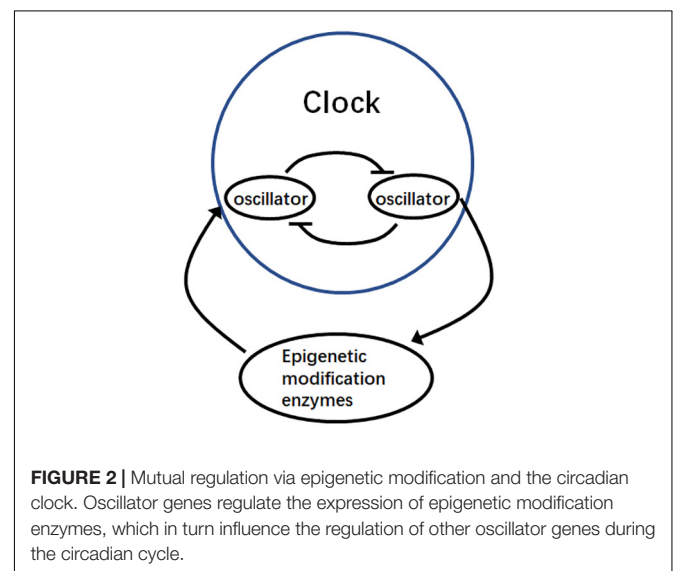 Clock
oscillator
oscillator
Epigenetic
modification
enzymes
FIGURE 2 | Mutual regulation via epigenetic modification and the circadian
clock. Oscillator genes regulate the expression of epigenetic modification
enzymes, which in turn influence the regulation of other oscillator genes during
the circadian cycle.